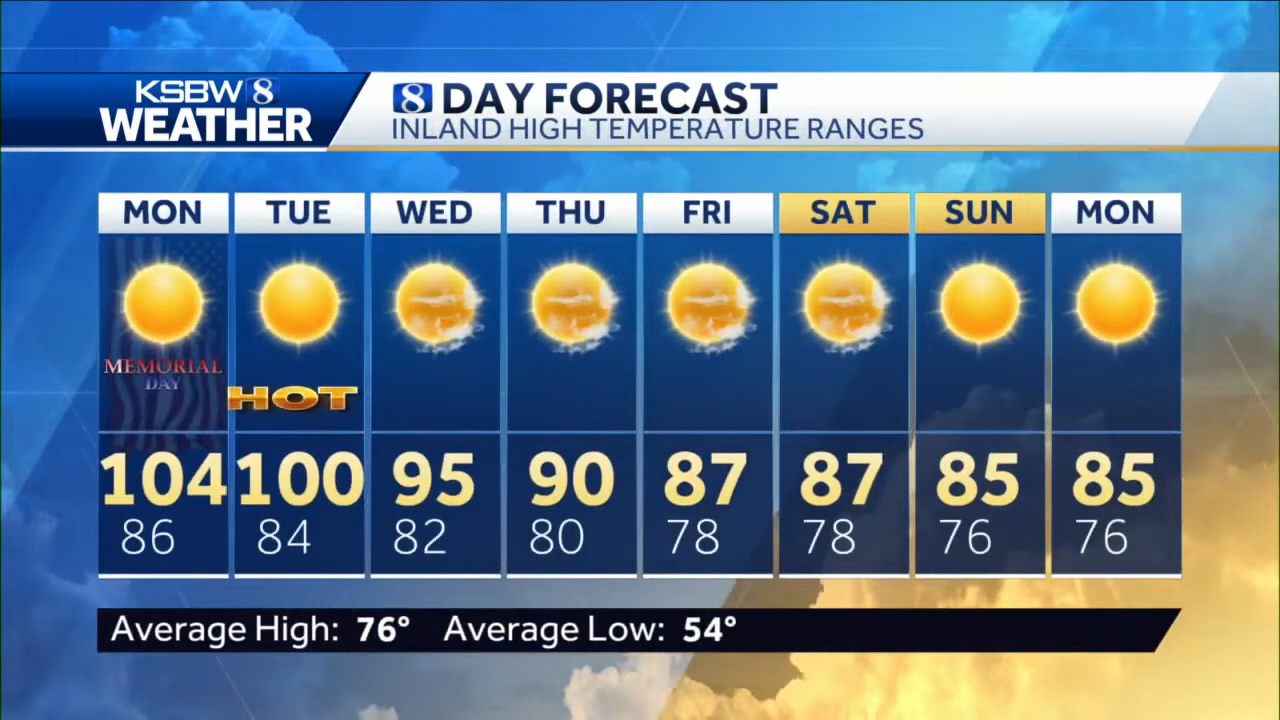 KSBW 8
WEATHER
8 DAY FORECAST
INLAND HIGH TEMPERATURE RANGES
MON TUE WED THU FRI SAT SUN MON
MEMORIAL
DAY
HOT
104 100 95 90 87 87 85 85
86 84 82 80 78 78 76 76
Average High: 76° Average Low: 54°